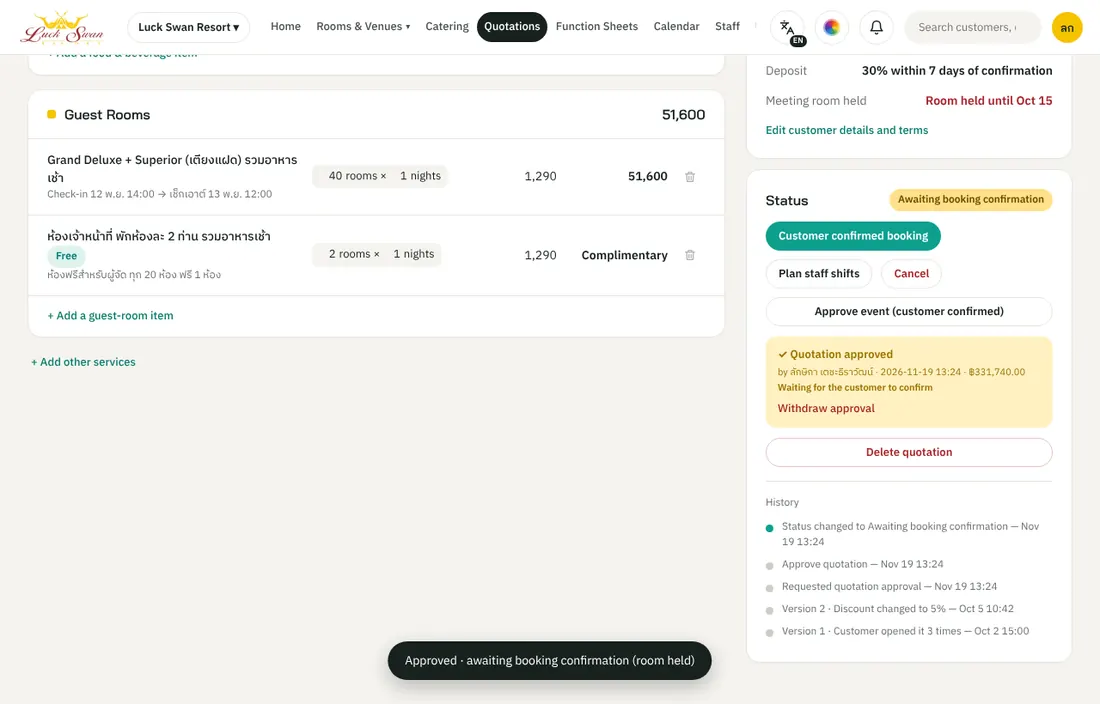 Luck Swan
Luck Swan Resort ▾
Home
Rooms & Venues ▾
Catering
Quotations
Function Sheets
Calendar
Staff
EN
Search customers,
an
+ Add a food & beverage item
Guest Rooms
51,600
Grand Deluxe + Superior (เตียงแฝด) รวมอาหาร
เช้า
Check-in 12 พ.ย. 14:00 → เช็กเอาต์ 13 พ.ย. 12:00
40 rooms ×
1 nights
1,290
51,600
ห้องเจ้าหน้าที่ พักห้องละ 2 ท่าน รวมอาหารเช้า
Free
ห้องฟรีสำหรับผู้จัด ทุก 20 ห้อง ฟรี 1 ห้อง
2 rooms ×
1 nights
1,290
Complimentary
+ Add a guest-room item
+ Add other services
Deposit
30% within 7 days of confirmation
Meeting room held
Room held until Oct 15
Edit customer details and terms
Status
Awaiting booking confirmation
Customer confirmed booking
Plan staff shifts
Cancel
Approve event (customer confirmed)
✓ Quotation approved
by ลักษิกา เตชะธิราวัฒน์ · 2026-11-19 13:24 · ฿331,740.00
Waiting for the customer to confirm
Withdraw approval
Delete quotation
History
Status changed to Awaiting booking confirmation — Nov
19 13:24
Approve quotation — Nov 19 13:24
Requested quotation approval — Nov 19 13:24
Version 2 · Discount changed to 5% — Oct 5 10:42
Version 1 · Customer opened it 3 times — Oct 2 15:00
Approved · awaiting booking confirmation (room held)